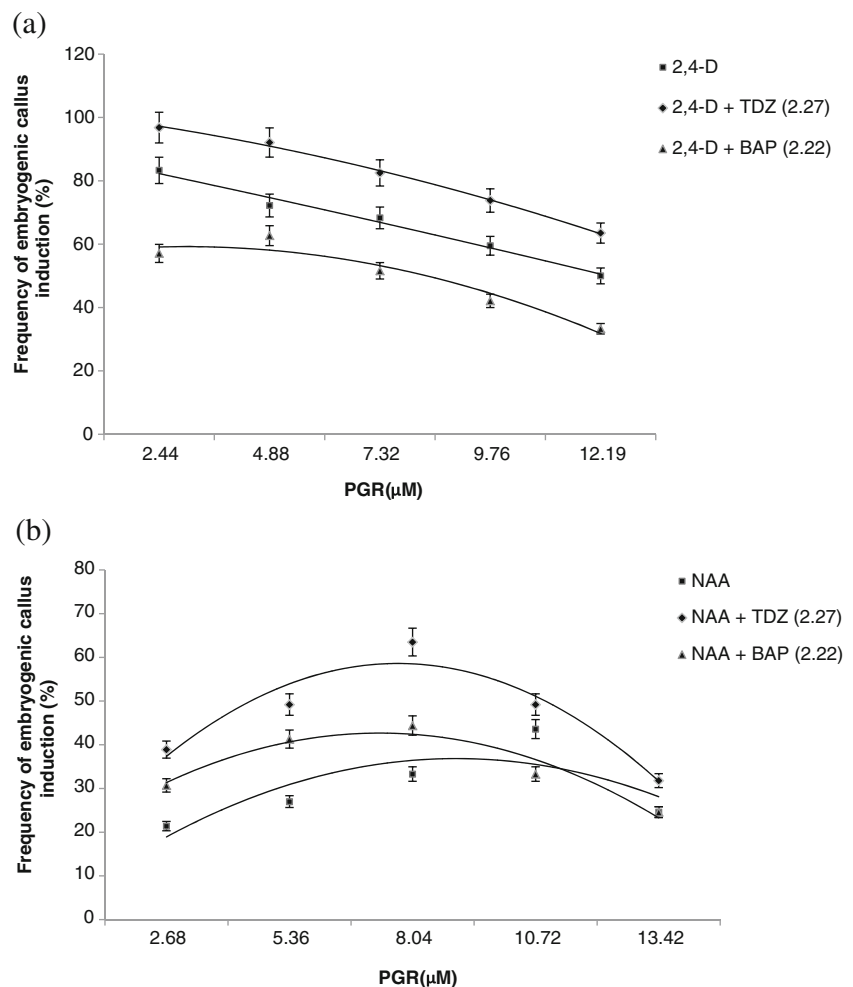 (a)
Frequency of embryogenic callus
induction (%)
120
100
80
60
40
20
0
2.44 4.88 7.32 9.76 12.19
PGR(µM)
2,4-D
2,4-D + TDZ (2.27)
2,4-D + BAP (2.22)
(b)
Frequency of embryogenic callus
induction (%)
80
70
60
50
40
30
20
10
0
2.68 5.36 8.04 10.72 13.42
PGR(µM)
NAA
NAA + TDZ (2.27)
NAA + BAP (2.22)